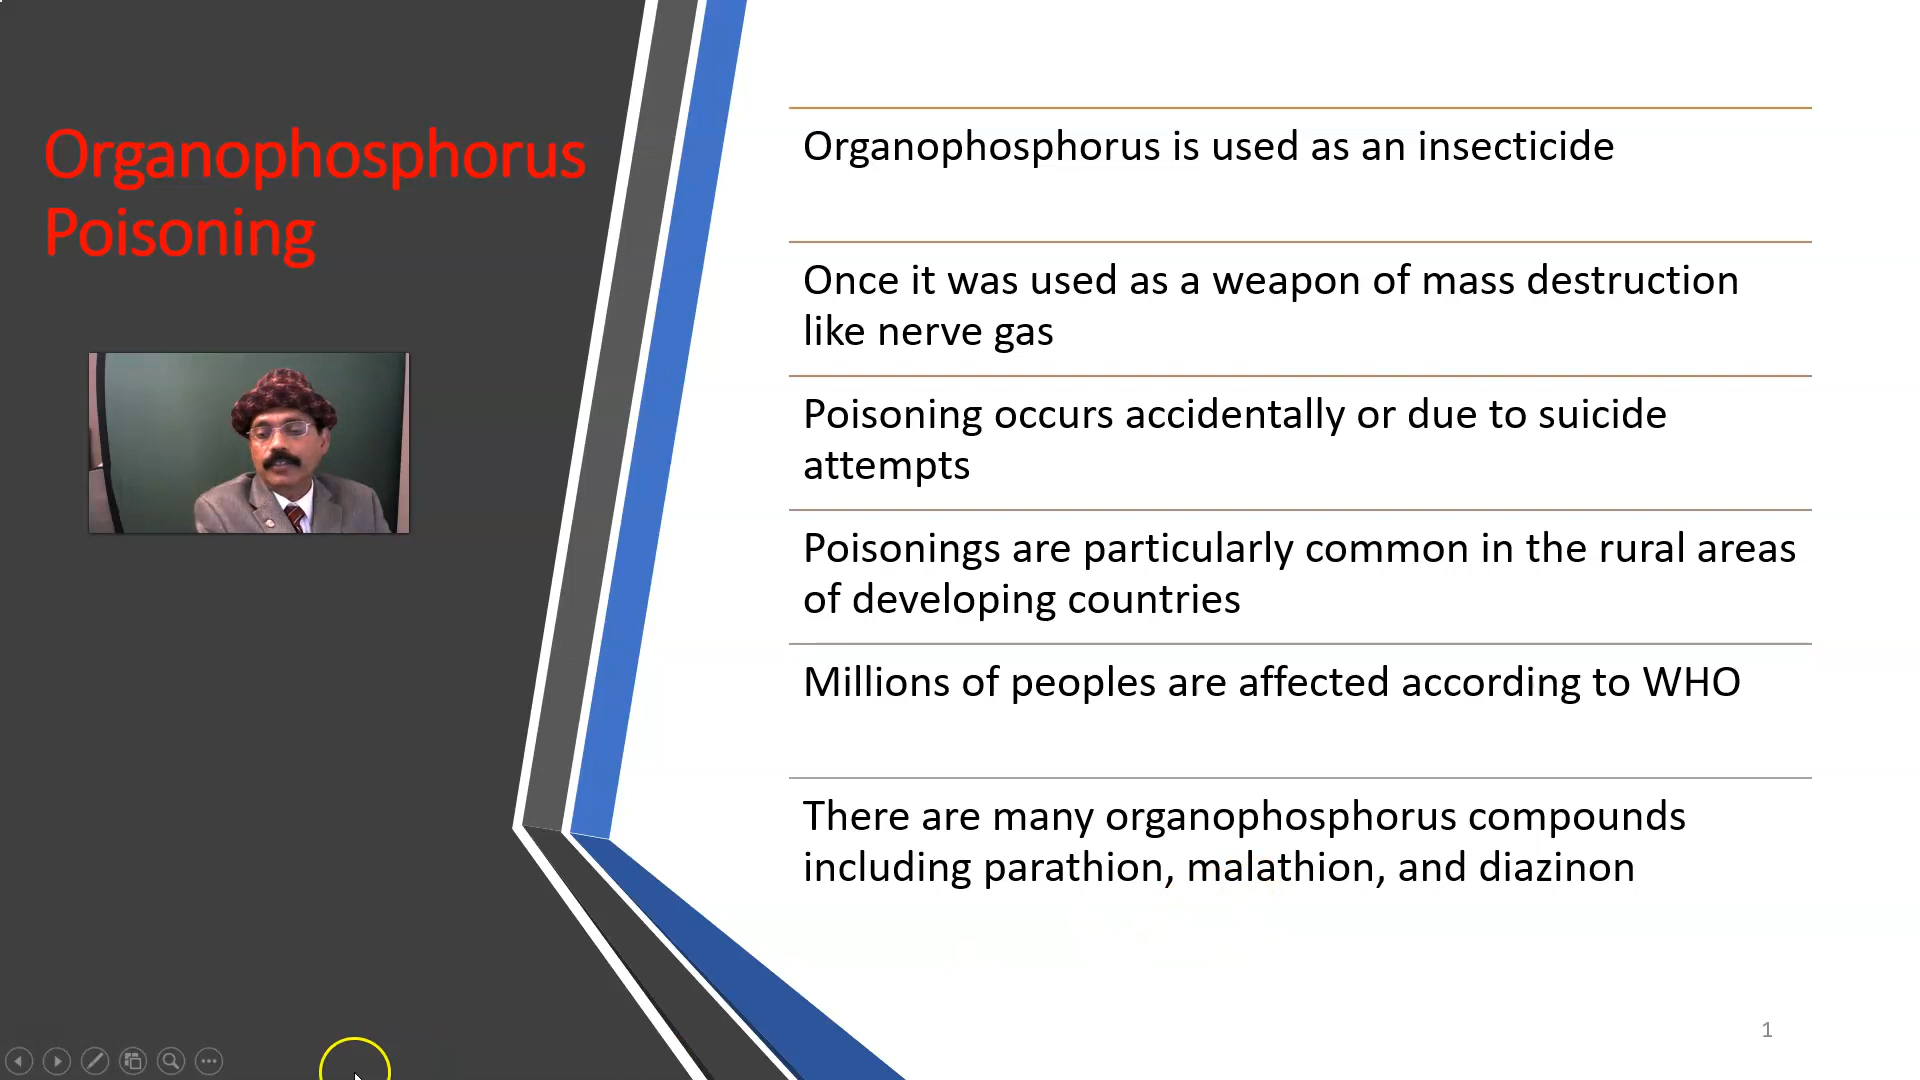 Organophosphorus
Poisoning
Organophosphorus is used as an insecticide
Once it was used as a weapon of mass destruction
like nerve gas
Poisoning occurs accidentally or due to suicide
attempts
Poisonings are particularly common in the rural areas
of developing countries
Millions of peoples are affected according to WHO
There are many organophosphorus compounds
including parathion, malathion, and diazinon
1